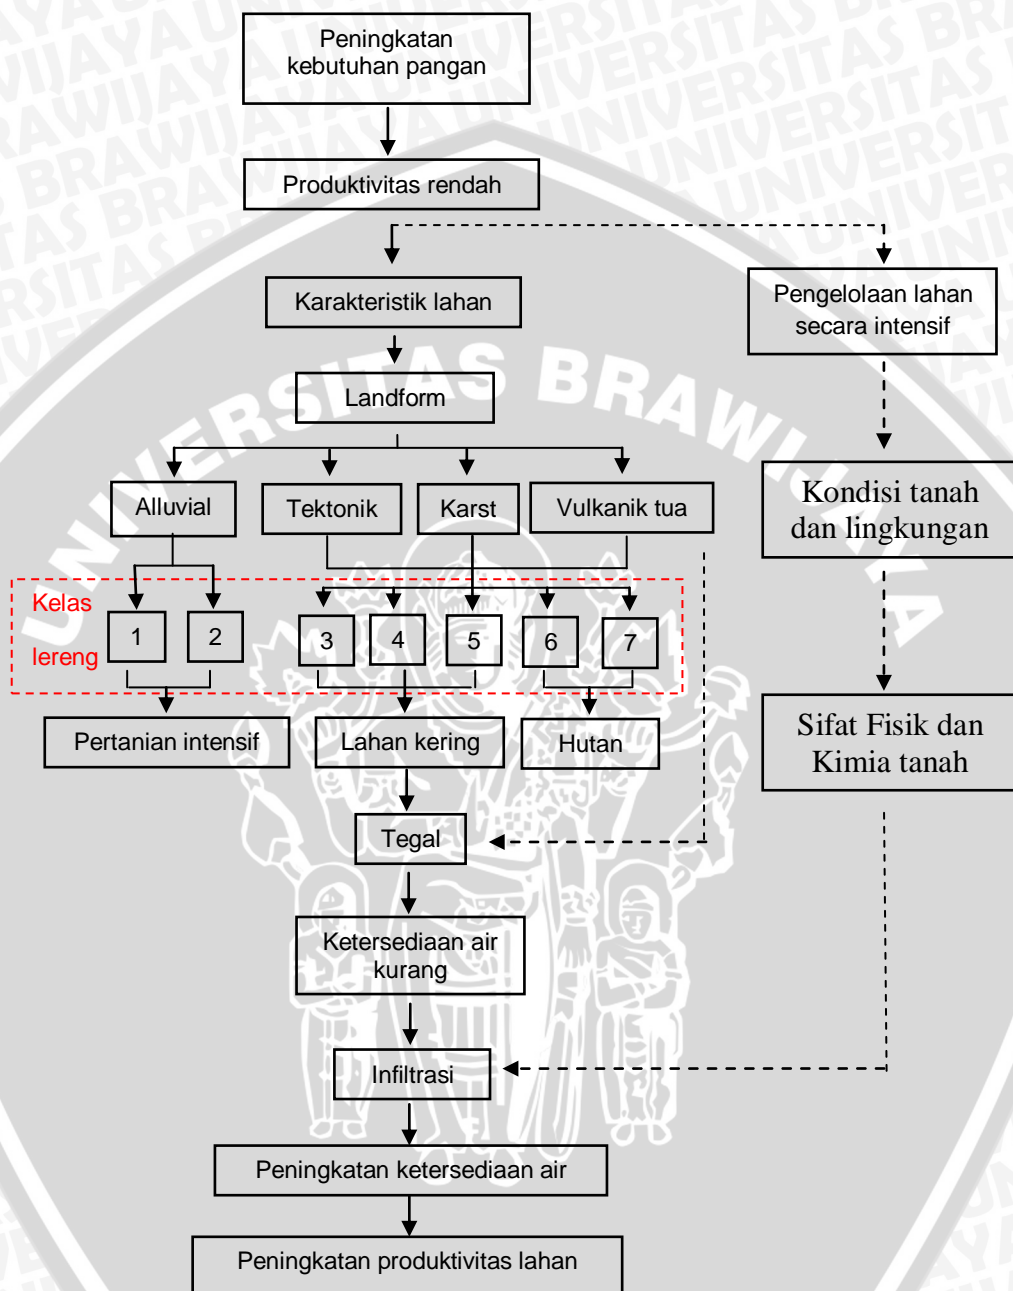 Peningkatan
kebutuhan pangan
Produktivitas rendah
Karakteristik lahan
Pengelolaan lahan
secara intensif
Landform
UNIVERSITAS BRAWIJAYA
Alluvial
Tektonik
Karst
Vulkanik tua
Kondisi tanah
dan lingkungan
Kelas
lereng
1
2
3
4
5
6
7
Pertanian intensif
Lahan kering
Hutan
Sifat Fisik dan
Kimia tanah
Tegal
Ketersediaan air
kurang
Infiltrasi
Peningkatan ketersediaan air
Peningkatan produktivitas lahan